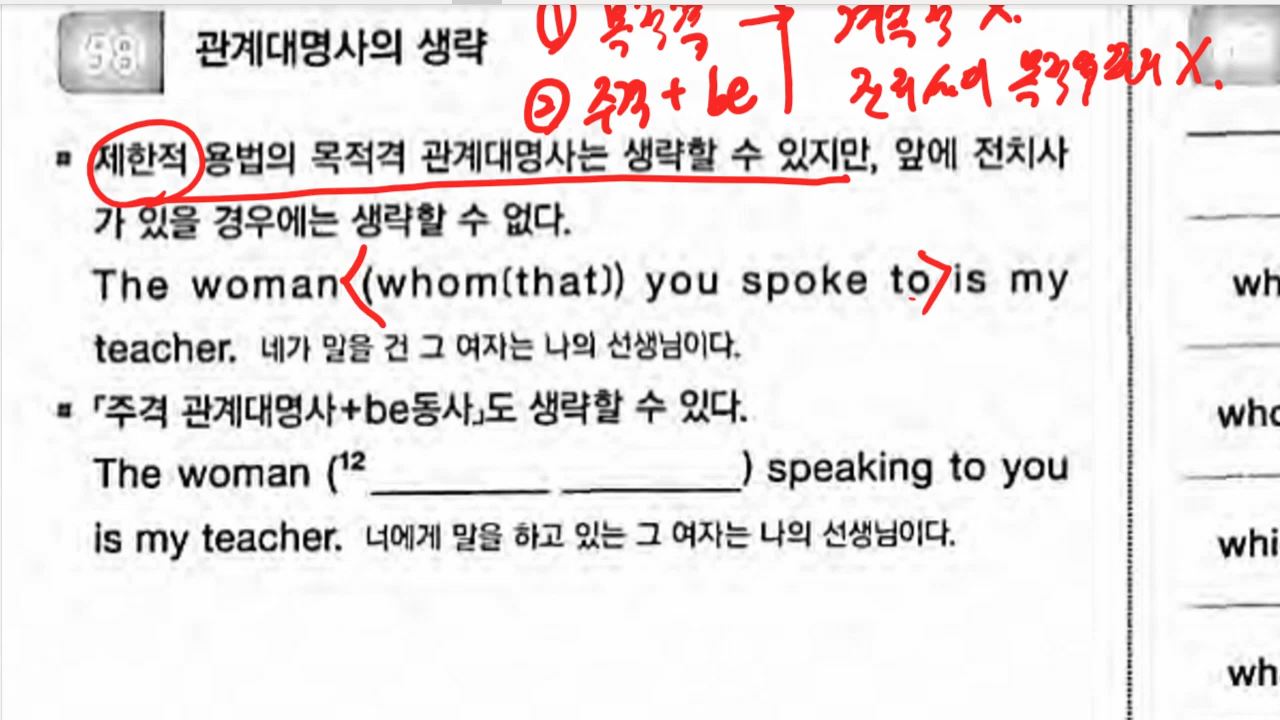 ① 목적격 → 계속적 X.
② 주격 + be 전치사의 목적어 X.
58 관계대명사의 생략
제한적 용법의 목적격 관계대명사는 생략할 수 있지만, 앞에 전치사
가 있을 경우에는 생략할 수 없다.
The woman <(whom(that)) you spoke to> is my
teacher. 네가 말을 건 그 여자는 나의 선생님이다.
「주격 관계대명사+be동사」도 생략할 수 있다.
The woman (12 ________ ________) speaking to you
is my teacher. 너에게 말을 하고 있는 그 여자는 나의 선생님이다.
wh
who
whi
wh